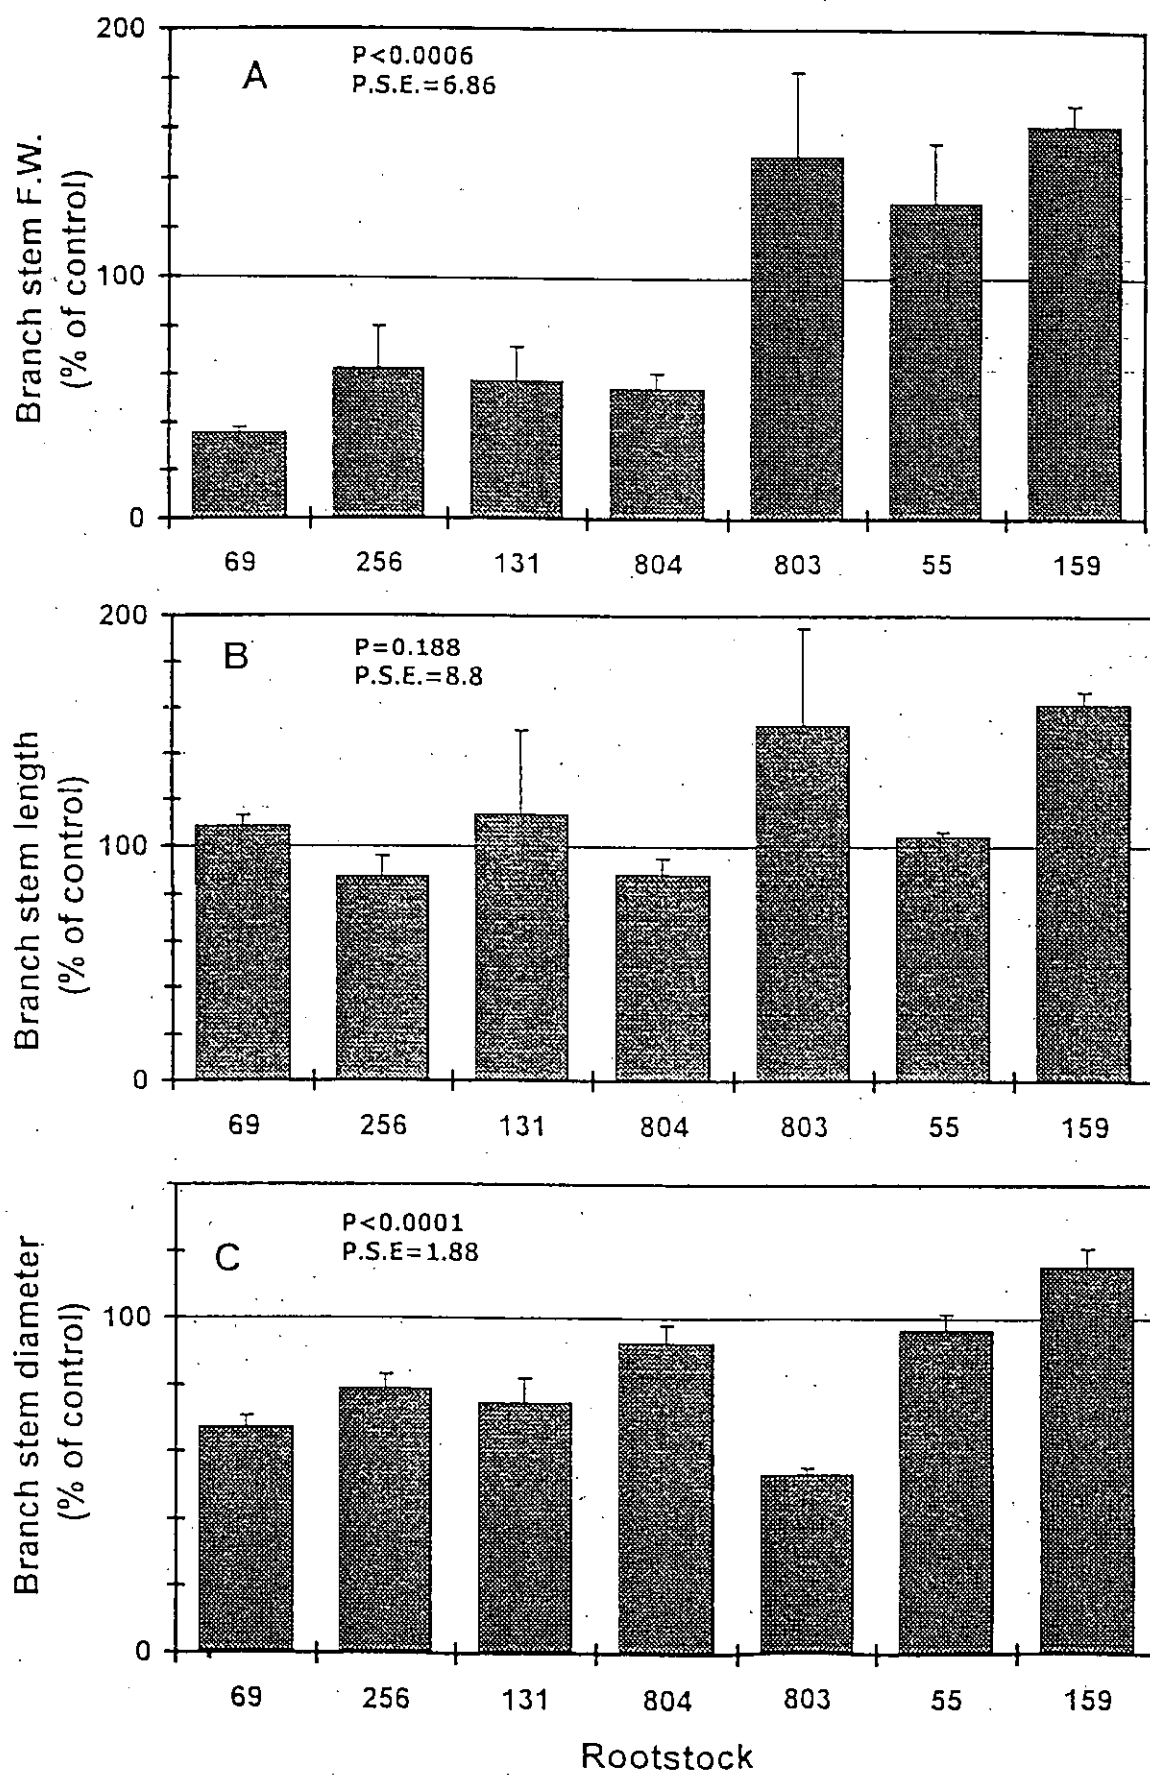 200
A
P<0.0006
P.S.E.=6.86
Branch stem F.W.
(% of control)
100
0
69 256 131 804 803 55 159
200
B
P=0.188
P.S.E.=8.8
Branch stem length
(% of control)
100
0
69 256 131 804 803 55 159
C
P<0.0001
P.S.E=1.88
Branch stem diameter
(% of control)
100
0
69 256 131 804 803 55 159
Rootstock